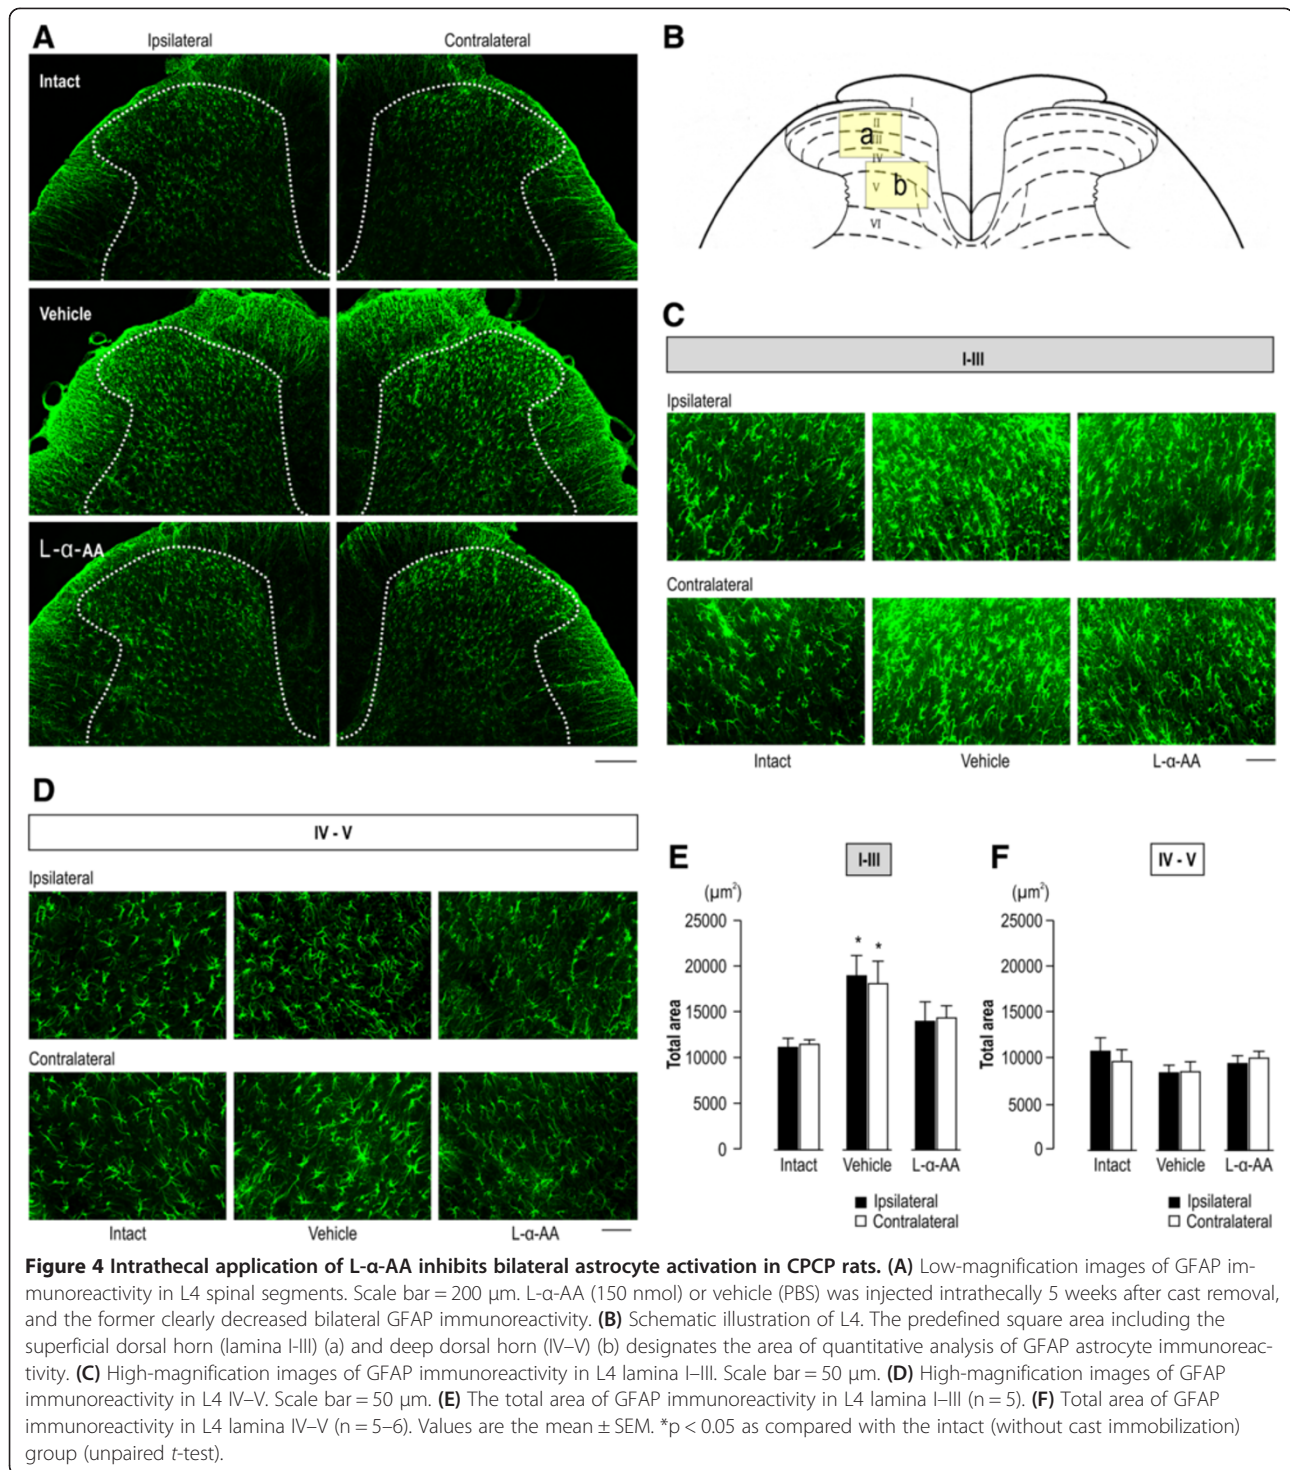 A
Ipsilateral
Contralateral
Intact
Vehicle
L-α-AA
B
I
II
III
IV
V
VI
a
b
C
I-III
Ipsilateral
Contralateral
Intact
Vehicle
L-α-AA
D
IV - V
Ipsilateral
Contralateral
Intact
Vehicle
L-α-AA
E
I-III
(µm²)
Total area
25000
20000
15000
10000
5000
0
* *
Intact
Vehicle
L-α-AA
Ipsilateral
Contralateral
F
IV - V
(µm²)
Total area
25000
20000
15000
10000
5000
0
Intact
Vehicle
L-α-AA
Ipsilateral
Contralateral
Figure 4 Intrathecal application of L-α-AA inhibits bilateral astrocyte activation in CPCP rats. (A) Low-magnification images of GFAP im-
munoreactivity in L4 spinal segments. Scale bar = 200 µm. L-α-AA (150 nmol) or vehicle (PBS) was injected intrathecally 5 weeks after cast removal,
and the former clearly decreased bilateral GFAP immunoreactivity. (B) Schematic illustration of L4. The predefined square area including the
superficial dorsal horn (lamina I-III) (a) and deep dorsal horn (IV–V) (b) designates the area of quantitative analysis of GFAP astrocyte immunoreac-
tivity. (C) High-magnification images of GFAP immunoreactivity in L4 lamina I–III. Scale bar = 50 µm. (D) High-magnification images of GFAP
immunoreactivity in L4 IV–V. Scale bar = 50 µm. (E) The total area of GFAP immunoreactivity in L4 lamina I–III (n = 5). (F) Total area of GFAP
immunoreactivity in L4 lamina IV–V (n = 5–6). Values are the mean ± SEM. *p < 0.05 as compared with the intact (without cast immobilization)
group (unpaired t-test).